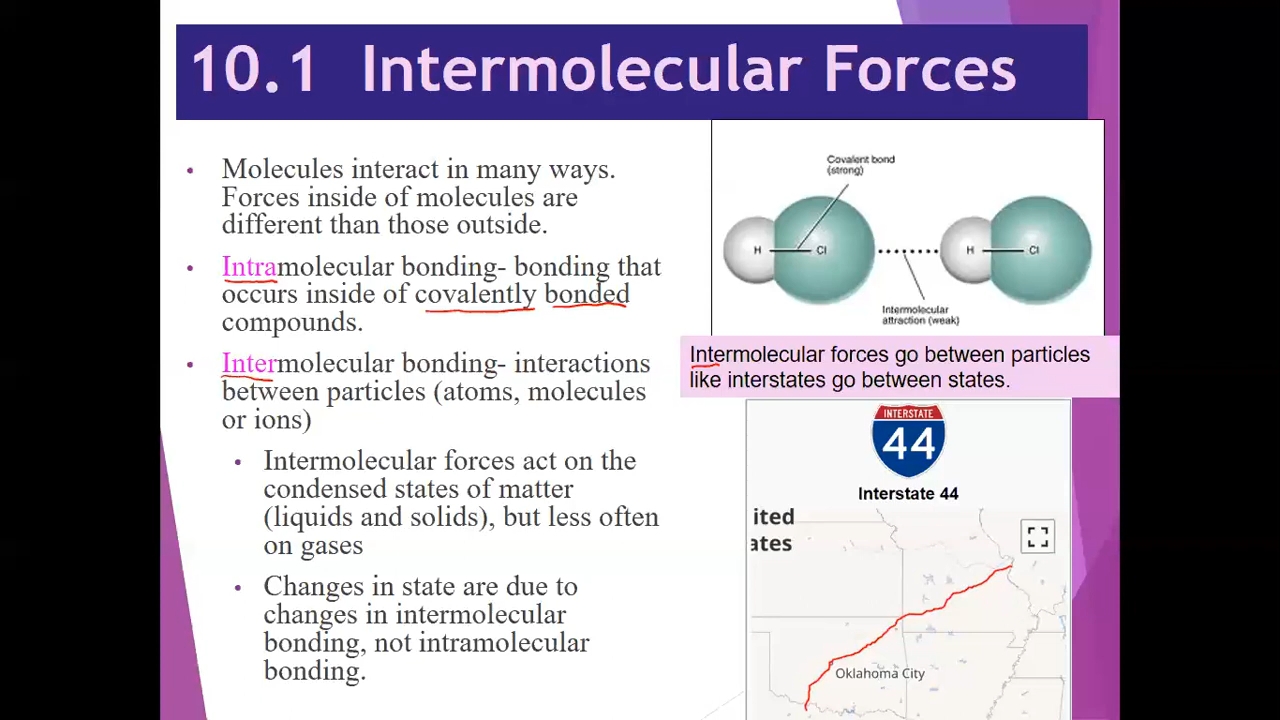 10.1 Intermolecular Forces
• Molecules interact in many ways.
Forces inside of molecules are
different than those outside.
• Intramolecular bonding- bonding that
occurs inside of covalently bonded
compounds.
• Intermolecular bonding- interactions
between particles (atoms, molecules
or ions)
• Intermolecular forces act on the
condensed states of matter
(liquids and solids), but less often
on gases
• Changes in state are due to
changes in intermolecular
bonding, not intramolecular
bonding.
Covalent bond
(strong)
H Cl H Cl
Intermolecular
attraction (weak)
Intermolecular forces go between particles
like interstates go between states.
INTERSTATE
44
Interstate 44
ited
ates
Oklahoma City